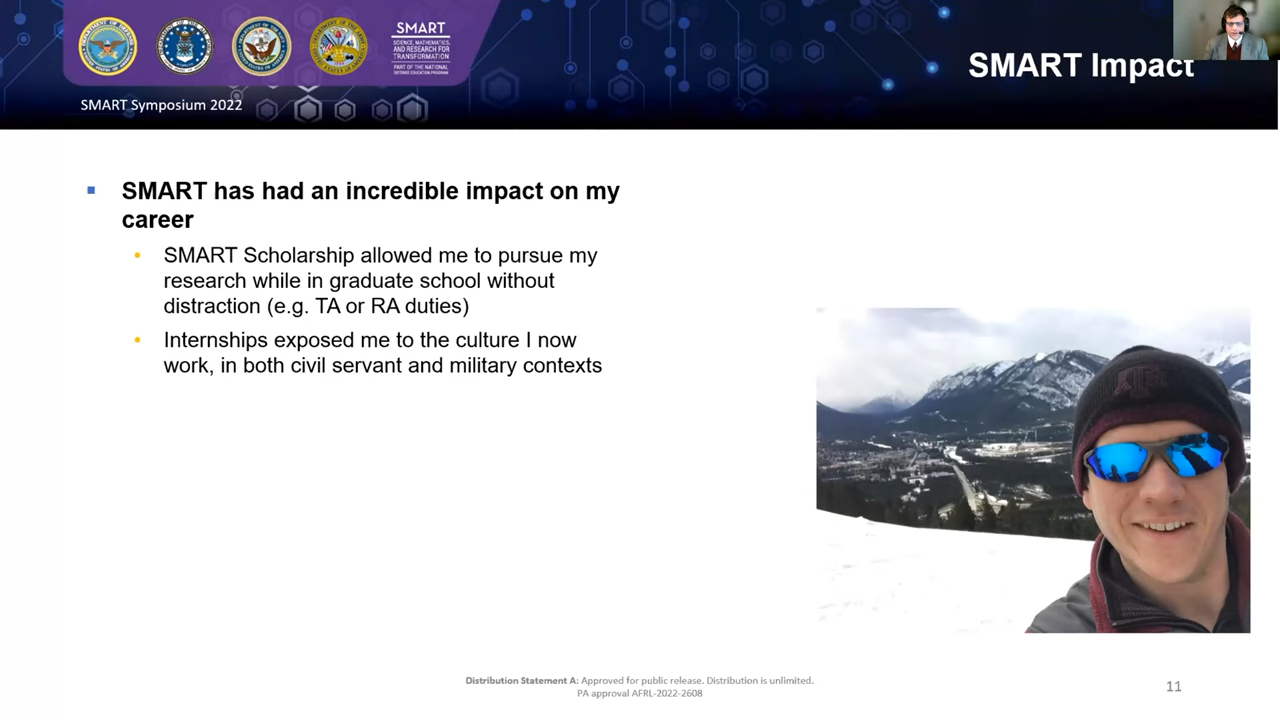 SMART
SCIENCE, MATHEMATICS,
AND RESEARCH FOR
TRANSFORMATION
PART OF THE NATIONAL
DEFENSE EDUCATION PROGRAM
SMART Impact
SMART Symposium 2022
SMART has had an incredible impact on my
career
SMART Scholarship allowed me to pursue my
research while in graduate school without
distraction (e.g. TA or RA duties)
Internships exposed me to the culture I now
work, in both civil servant and military contexts
Distribution Statement A: Approved for public release. Distribution is unlimited.
PA approval AFRL-2022-2608
11